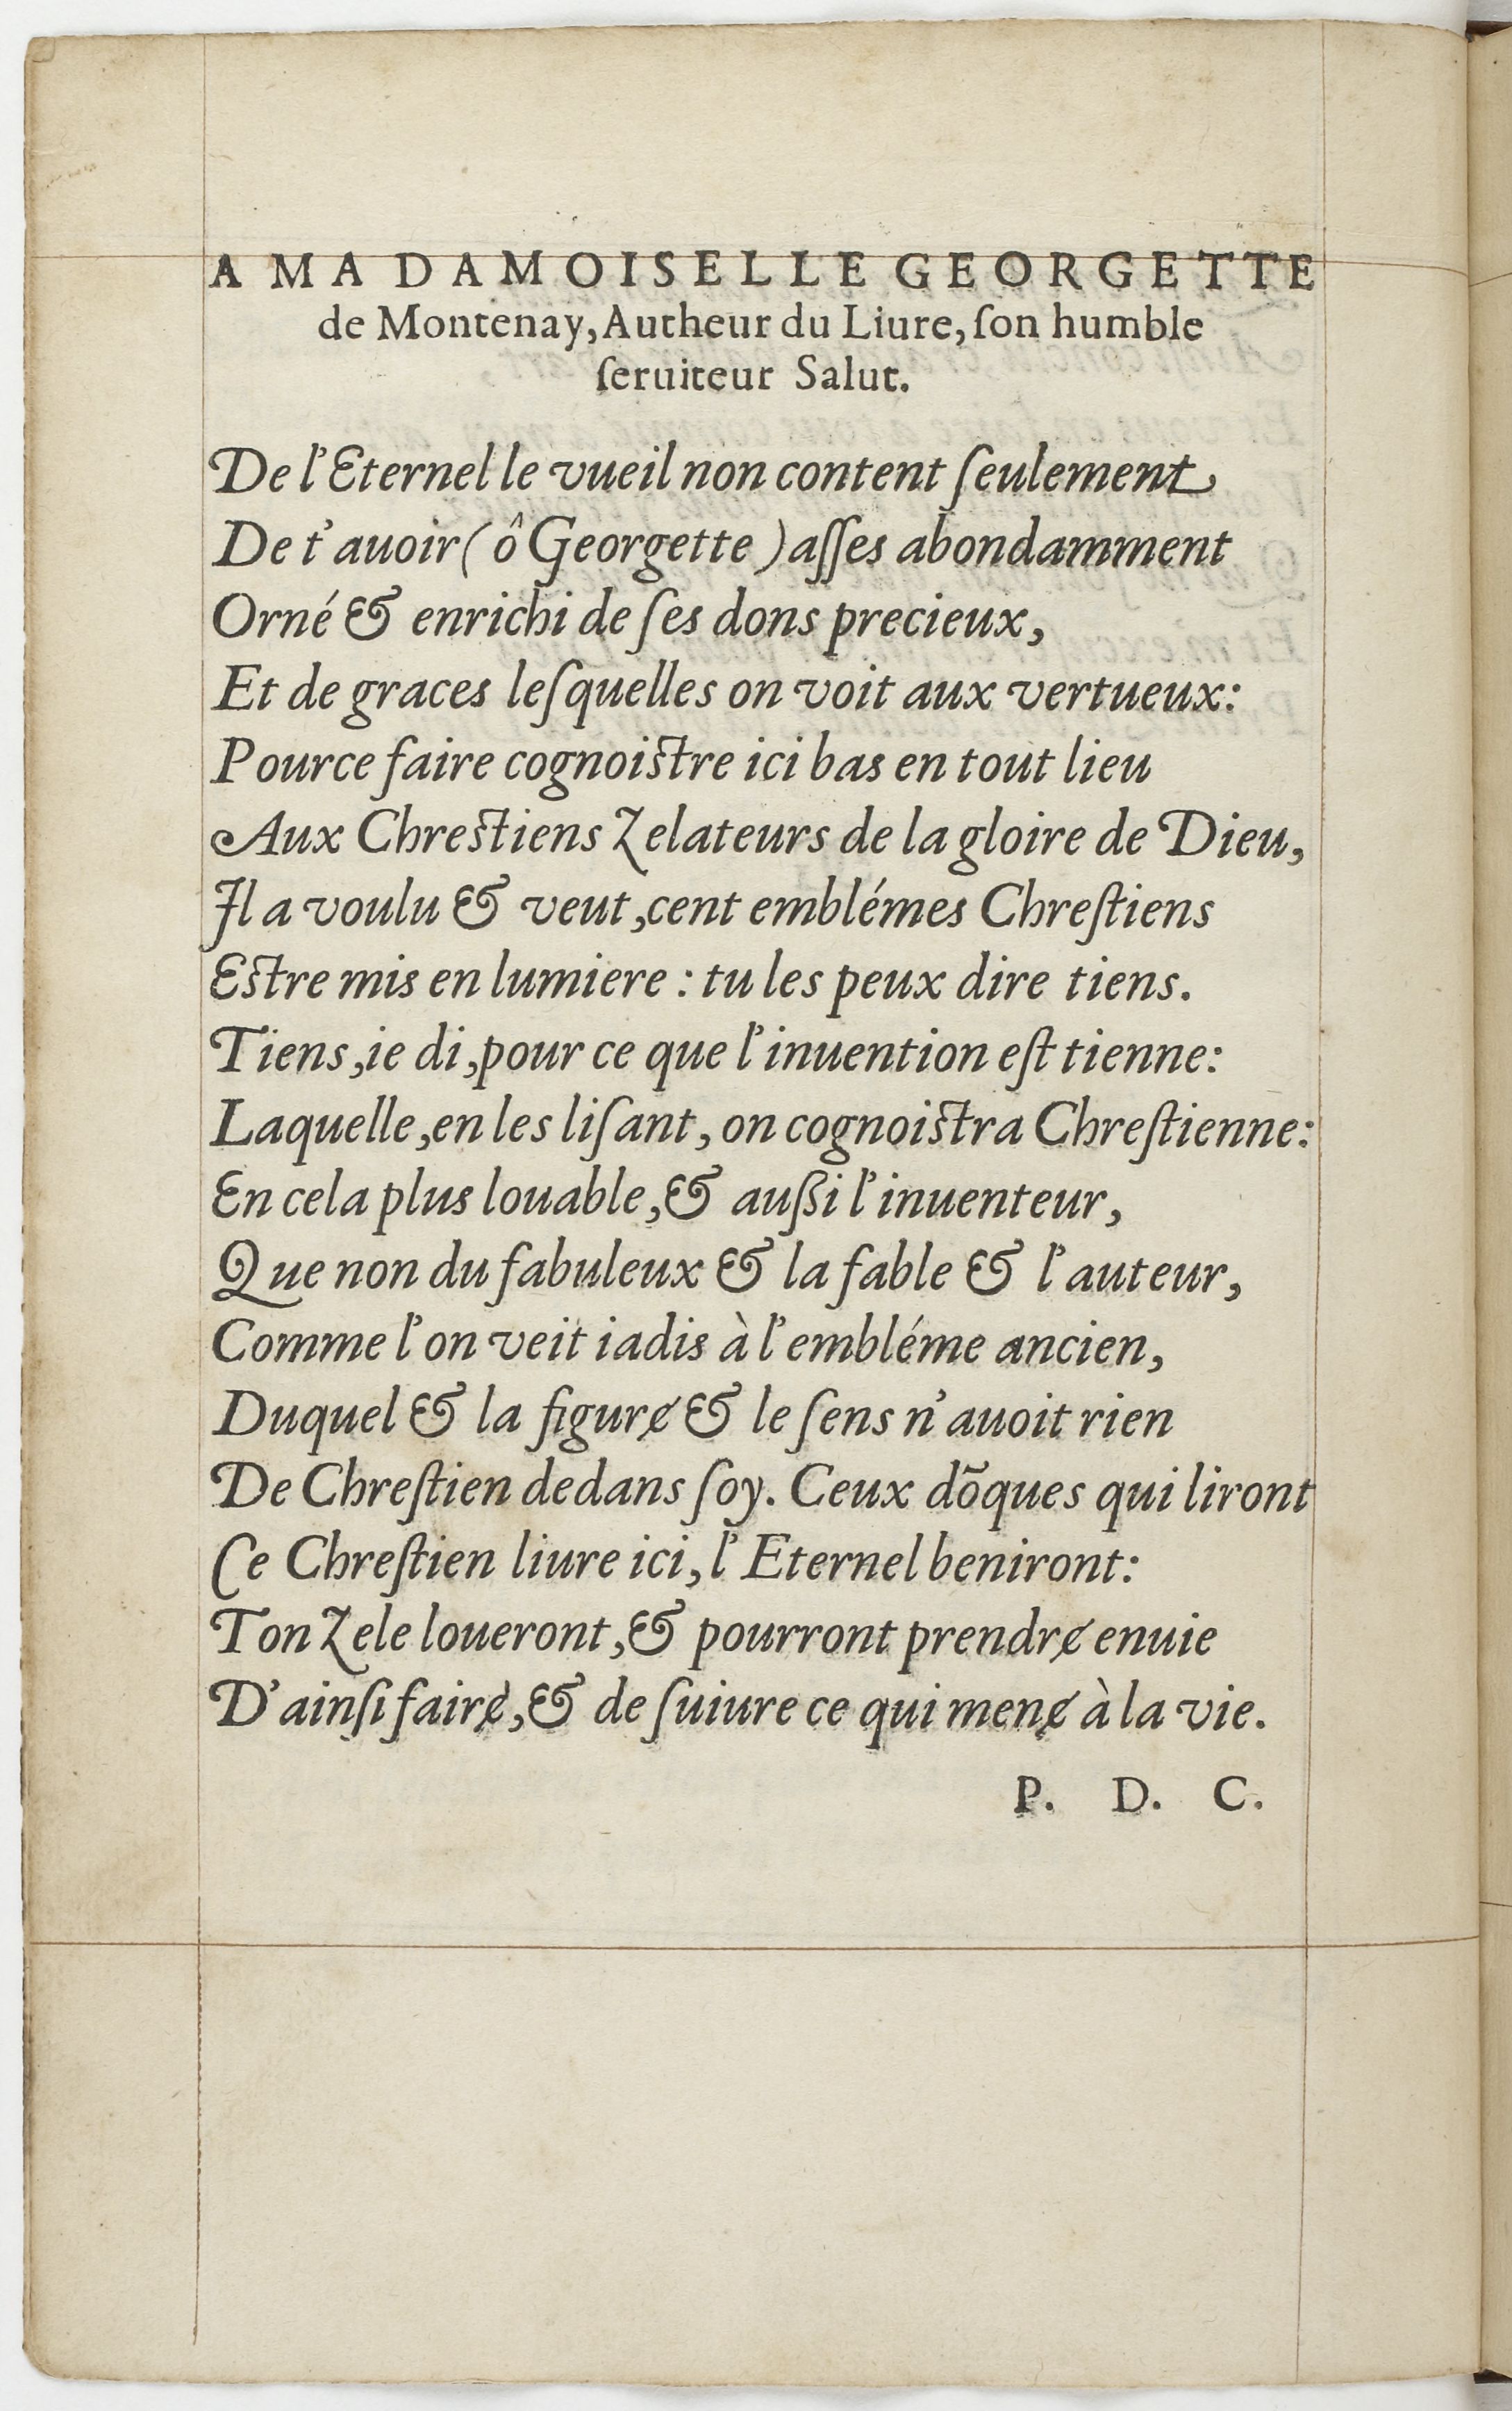 A MA DAMOISELLE GEORGETTE
de Montenay, Autheur du Liure, ſon humble
ſeruiteur Salut.
De l'Eternel le vueil non content ſeulement
De t'auoir (ô Georgette) aſſes abondamment
Orné & enrichi de ſes dons precieux,
Et de graces leſquelles on voit aux vertueux:
Pource faire cognoiſtre ici bas en tout lieu
Aux Chreſtiens Zelateurs de la gloire de Dieu,
Il a voulu & veut, cent emblémes Chreſtiens
Eſtre mis en lumiere : tu les peux dire tiens.
Tiens, ie di, pour ce que l'inuention eſt tienne:
Laquelle, en les liſant, on cognoiſtra Chreſtienne:
En cela plus louable, & außi l'inuenteur,
Que non du fabuleux & la fable & l'auteur,
Comme l'on veit iadis à l'embléme ancien,
Duquel & la figurɇ & le ſens n'auoit rien
De Chreſtien dedans ſoy. Ceux dõques qui liront
Ce Chreſtien liure ici, l'Eternel beniront:
Ton Zele loueront, & pourront prendrɇ enuie
D'ainſi fairɇ, & de ſuiure ce qui menɇ à la vie.
P. D. C.